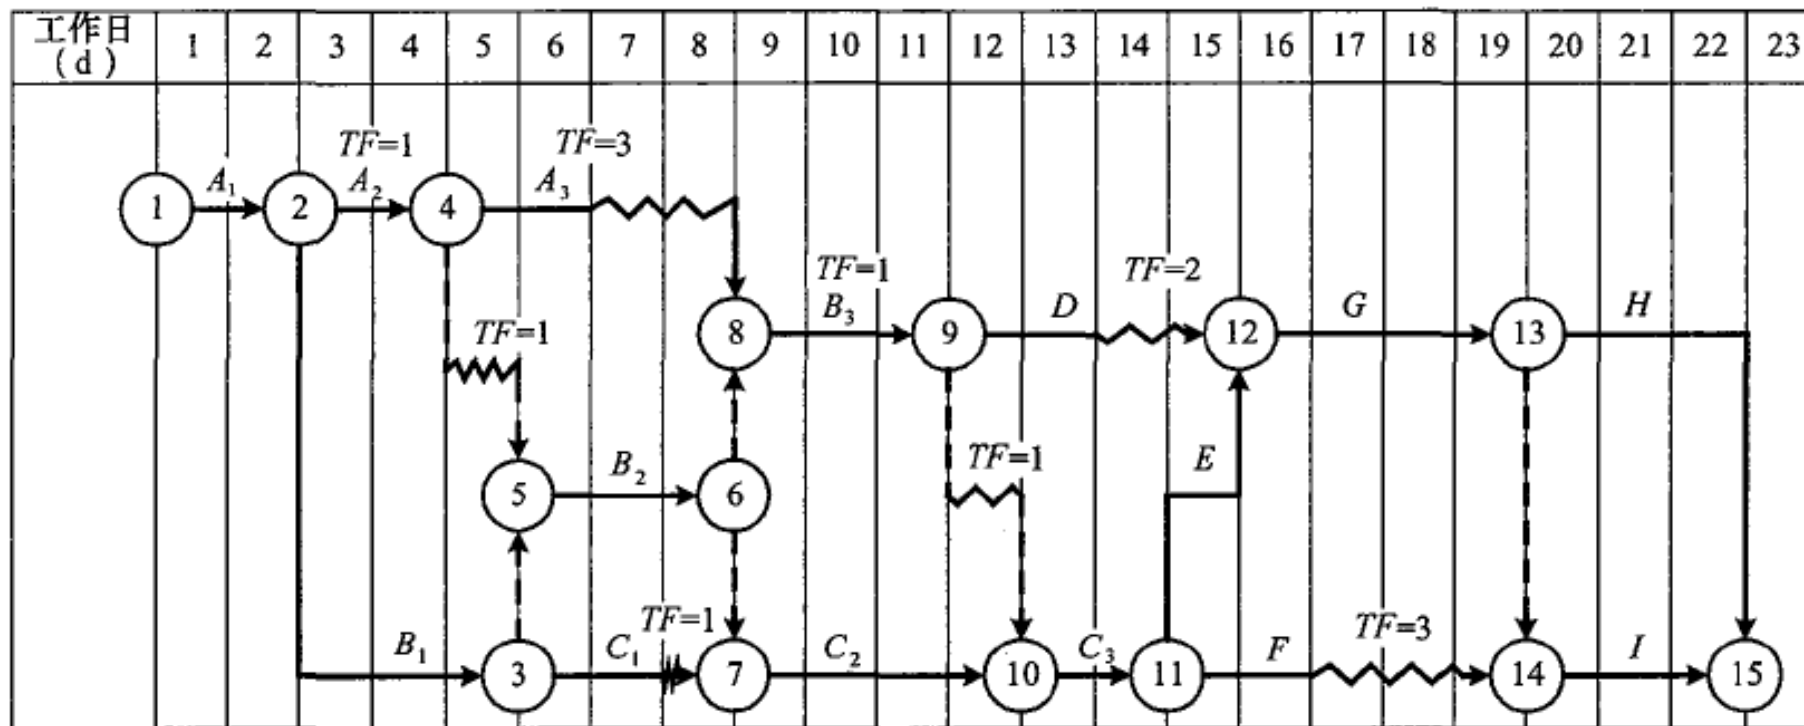 工作日
(d) 1 2 3 4 5 6 7 8 9 10 11 12 13 14 15 16 17 18 19 20 21 22 23
TF=1 TF=3
A₁ A₂ A₃
1 2 4
TF=1 TF=2
B₃ D G H
TF=1
8 9 12 13
TF=1
B₂ E
5 6
TF=1 TF=3
B₁ C₁ C₂ C₃ F I
3 7 10 11 14 15